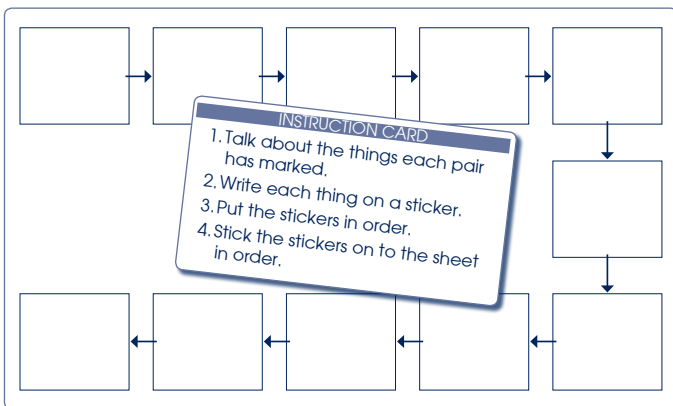 INSTRUCTION CARD
1. Talk about the things each pair
has marked.
2. Write each thing on a sticker.
3. Put the stickers in order.
4. Stick the stickers on to the sheet
in order.